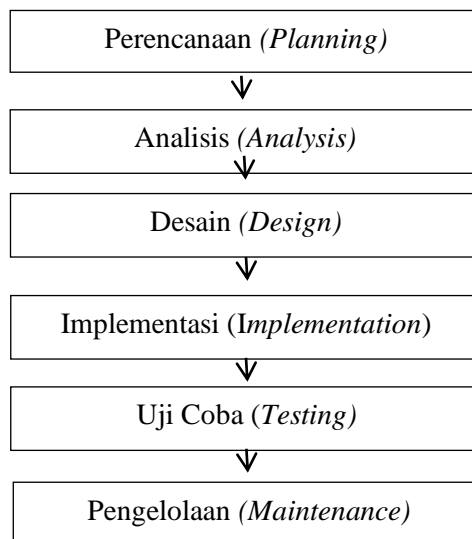 Perencanaan (Planning)
Analisis (Analysis)
Desain (Design)
Implementasi (Implementation)
Uji Coba (Testing)
Pengelolaan (Maintenance)